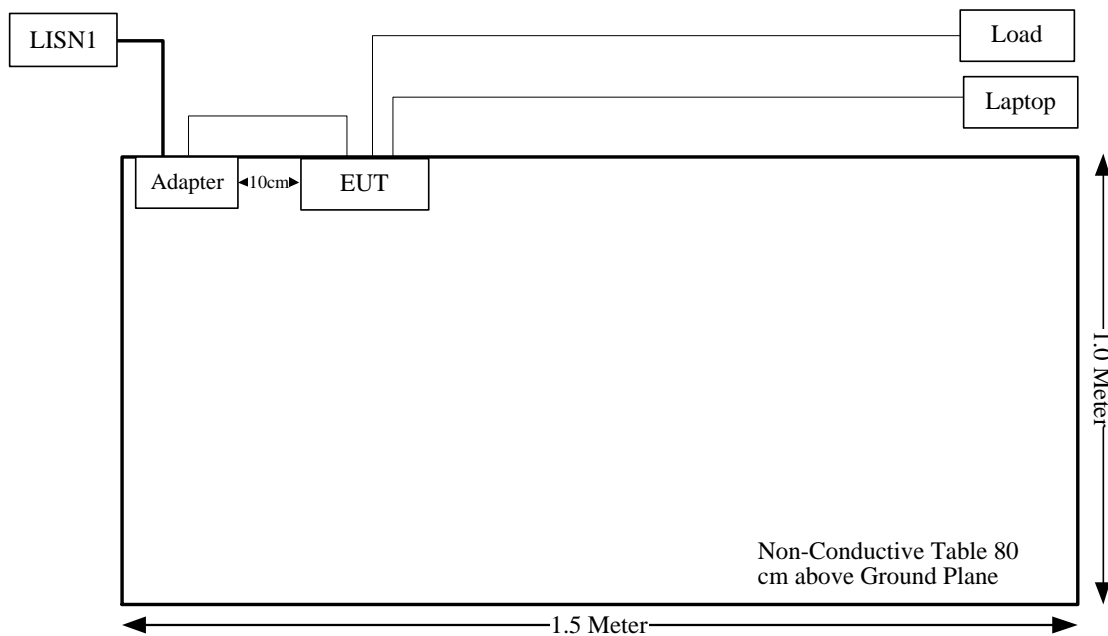 LISN1
Load
Laptop
Adapter
10cm
EUT
1.0 Meter
Non-Conductive Table 80
cm above Ground Plane
1.5 Meter